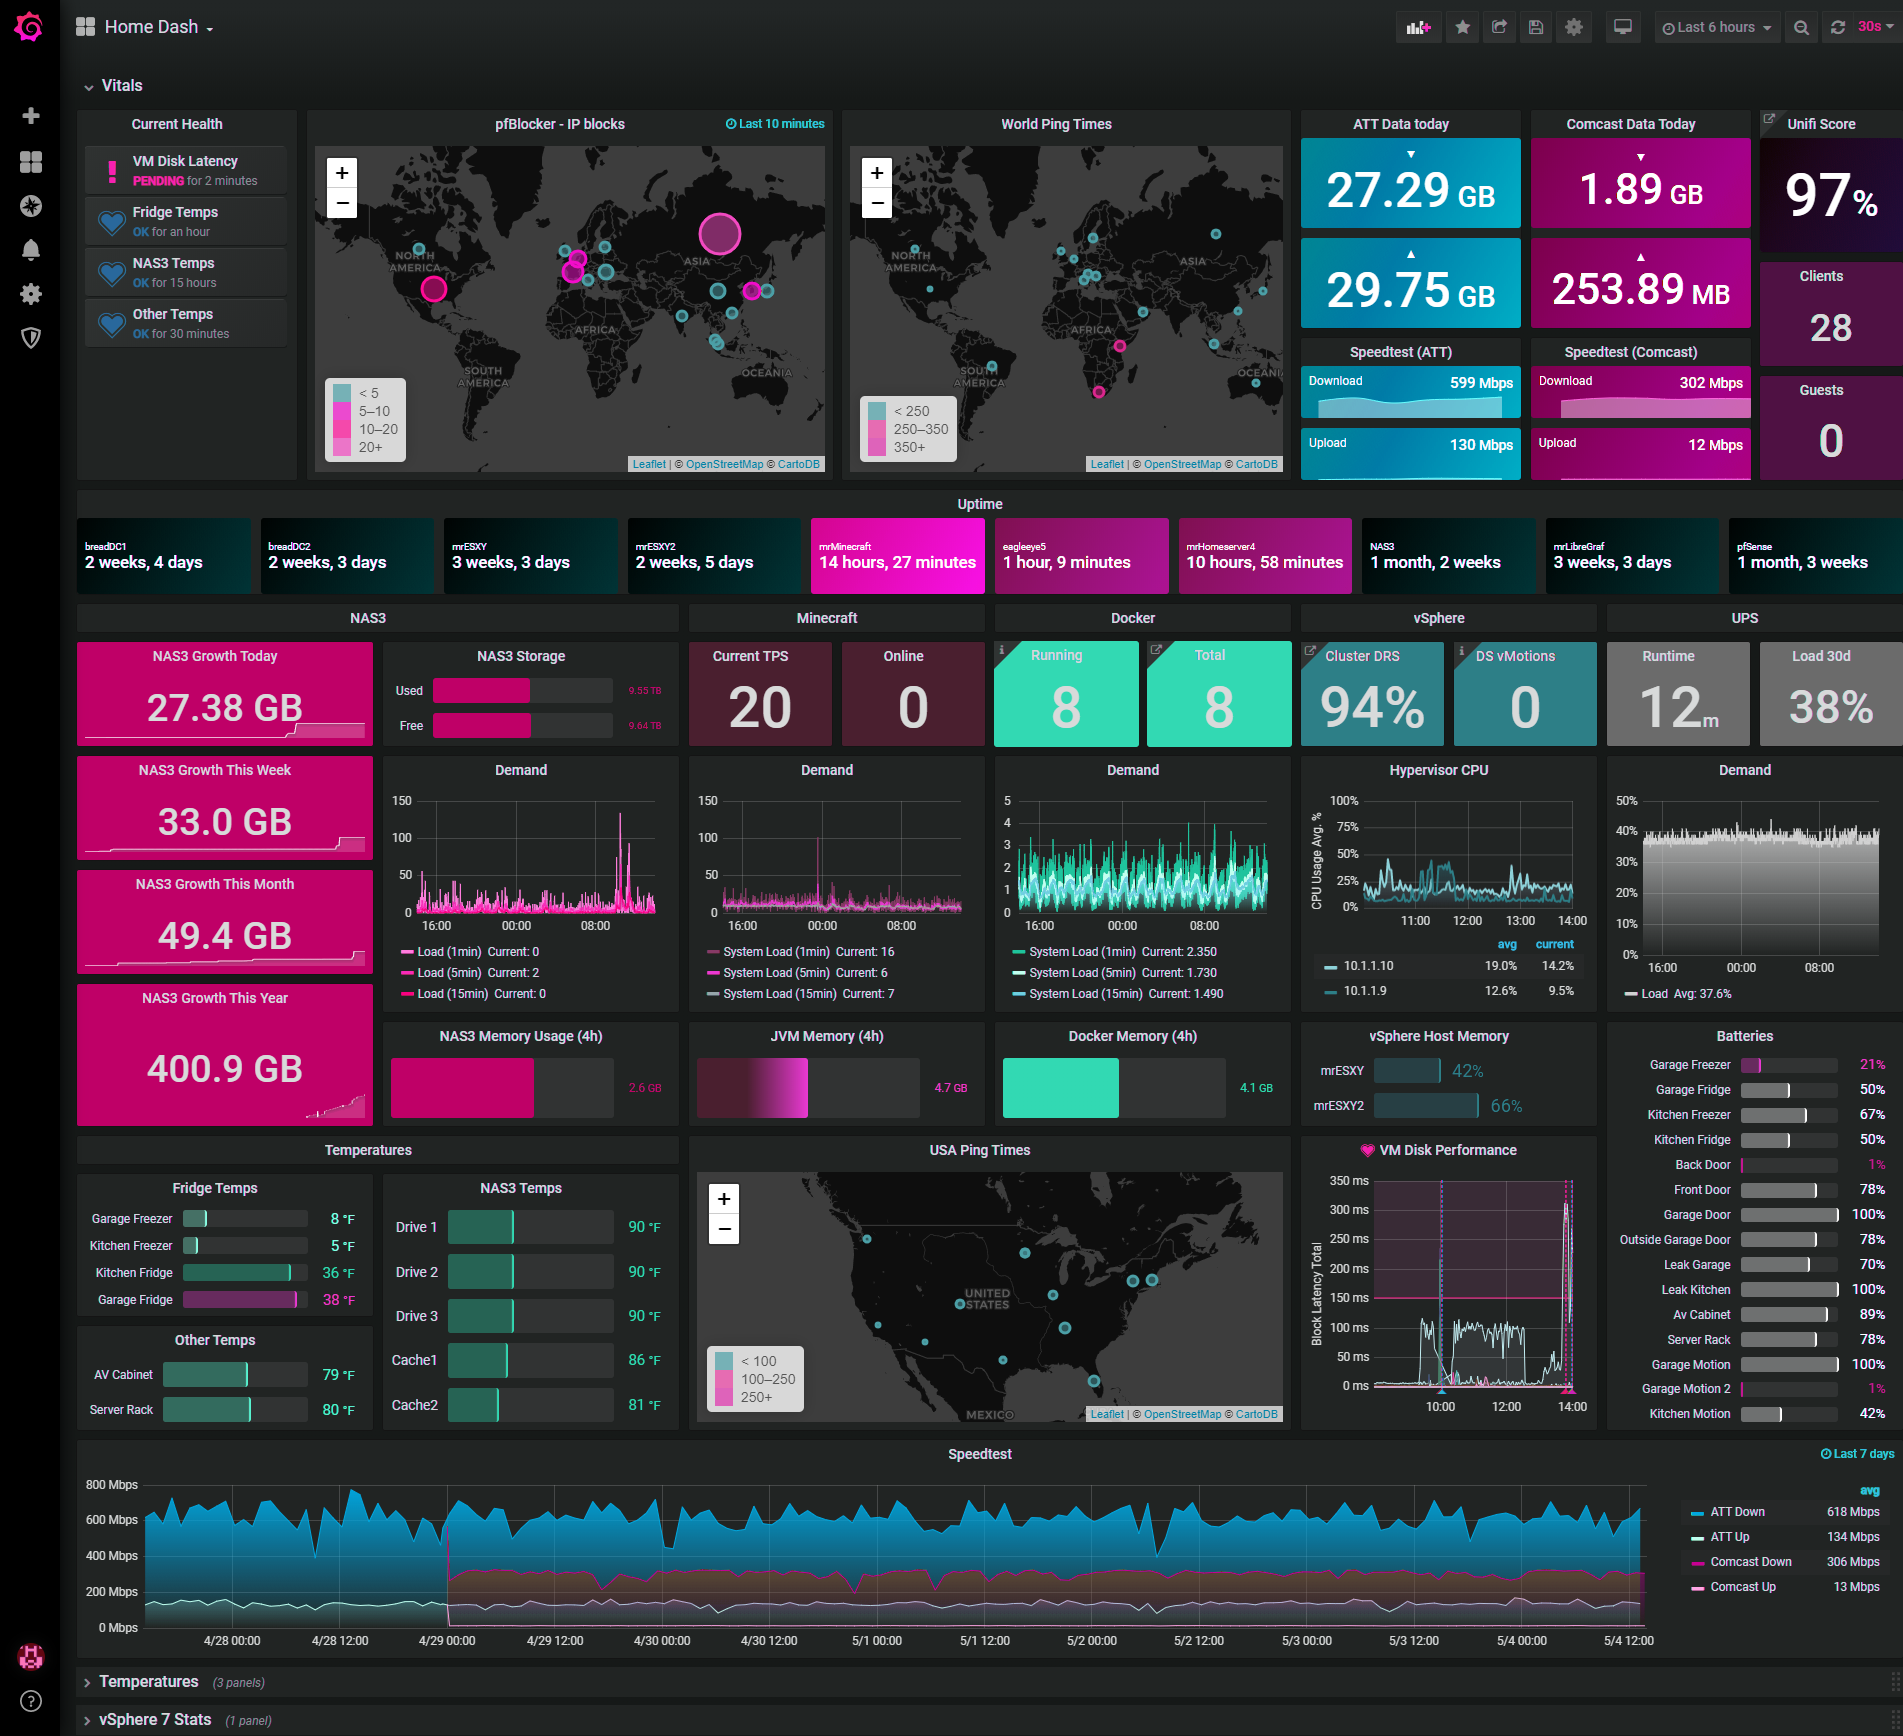 Home Dash
Last 6 hours
30s
Vitals
Current Health
VM Disk Latency
PENDING for 2 minutes
Fridge Temps
OK for an hour
NAS3 Temps
OK for 15 hours
Other Temps
OK for 30 minutes
pfBlocker - IP blocks
Last 10 minutes
+
−
NORTH
AMERICA
ASIA
AFRICA
SOUTH
AMERICA
OCEANIA
< 5
5–10
10–20
20+
Leaflet | © OpenStreetMap © CartoDB
World Ping Times
+
−
NORTH
AMERICA
ASIA
AFRICA
SOUTH
AMERICA
OCEANI
< 250
250–350
350+
Leaflet | © OpenStreetMap © CartoDB
ATT Data today
27.29 GB
29.75 GB
Comcast Data Today
1.89 GB
253.89 MB
Unifi Score
97%
Clients
28
Guests
0
Speedtest (ATT)
Download 599 Mbps
Upload 130 Mbps
Speedtest (Comcast)
Download 302 Mbps
Upload 12 Mbps
Uptime
breadDC1
2 weeks, 4 days
breadDC2
2 weeks, 3 days
mrESXY
3 weeks, 3 days
mrESXY2
2 weeks, 5 days
mrMinecraft
14 hours, 27 minutes
eagleeye5
1 hour, 9 minutes
mrHomeserver4
10 hours, 58 minutes
NAS3
1 month, 2 weeks
mrLibreGraf
3 weeks, 3 days
pfSense
1 month, 3 weeks
NAS3
Minecraft
Docker
vSphere
UPS
NAS3 Growth Today
27.38 GB
NAS3 Storage
Used 9.55 TB
Free 9.64 TB
Current TPS
20
Online
0
Running
8
Total
8
Cluster DRS
94%
DS vMotions
0
Runtime
12m
Load 30d
38%
NAS3 Growth This Week
33.0 GB
NAS3 Growth This Month
49.4 GB
NAS3 Growth This Year
400.9 GB
Demand
150
100
50
0
16:00 00:00 08:00
Load (1min) Current: 0
Load (5min) Current: 2
Load (15min) Current: 0
Demand
150
100
50
0
16:00 00:00 08:00
System Load (1min) Current: 16
System Load (5min) Current: 6
System Load (15min) Current: 7
Demand
5
4
3
2
1
0
16:00 00:00 08:00
System Load (1min) Current: 2.350
System Load (5min) Current: 1.730
System Load (15min) Current: 1.490
Hypervisor CPU
CPU Usage Avg. %
100%
75%
50%
25%
0%
11:00 12:00 13:00 14:00
avg current
10.1.1.10 19.0% 14.2%
10.1.1.9 12.6% 9.5%
Demand
50%
40%
30%
20%
10%
0%
16:00 00:00 08:00
Load Avg: 37.6%
NAS3 Memory Usage (4h)
2.6 GB
JVM Memory (4h)
4.7 GB
Docker Memory (4h)
4.1 GB
vSphere Host Memory
mrESXY 42%
mrESXY2 66%
Batteries
Garage Freezer 21%
Garage Fridge 50%
Kitchen Freezer 67%
Kitchen Fridge 50%
Back Door 1%
Front Door 78%
Garage Door 100%
Outside Garage Door 78%
Leak Garage 70%
Leak Kitchen 100%
Av Cabinet 89%
Server Rack 78%
Garage Motion 100%
Garage Motion 2 1%
Kitchen Motion 42%
Temperatures
Fridge Temps
Garage Freezer 8 °F
Kitchen Freezer 5 °F
Kitchen Fridge 36 °F
Garage Fridge 38 °F
Other Temps
AV Cabinet 79 °F
Server Rack 80 °F
NAS3 Temps
Drive 1 90 °F
Drive 2 90 °F
Drive 3 90 °F
Cache1 86 °F
Cache2 81 °F
USA Ping Times
+
−
UNITED
STATES
MEXICO
< 100
100–250
250+
Leaflet | © OpenStreetMap © CartoDB
VM Disk Performance
Block Latency Total
350 ms
300 ms
250 ms
200 ms
150 ms
100 ms
50 ms
0 ms
10:00 12:00 14:00
Speedtest
Last 7 days
800 Mbps
600 Mbps
400 Mbps
200 Mbps
0 Mbps
4/28 00:00 4/28 12:00 4/29 00:00 4/29 12:00 4/30 00:00 4/30 12:00 5/1 00:00 5/1 12:00 5/2 00:00 5/2 12:00 5/3 00:00 5/3 12:00 5/4 00:00 5/4 12:00
avg
ATT Down 618 Mbps
ATT Up 134 Mbps
Comcast Down 306 Mbps
Comcast Up 13 Mbps
Temperatures (3 panels)
vSphere 7 Stats (1 panel)